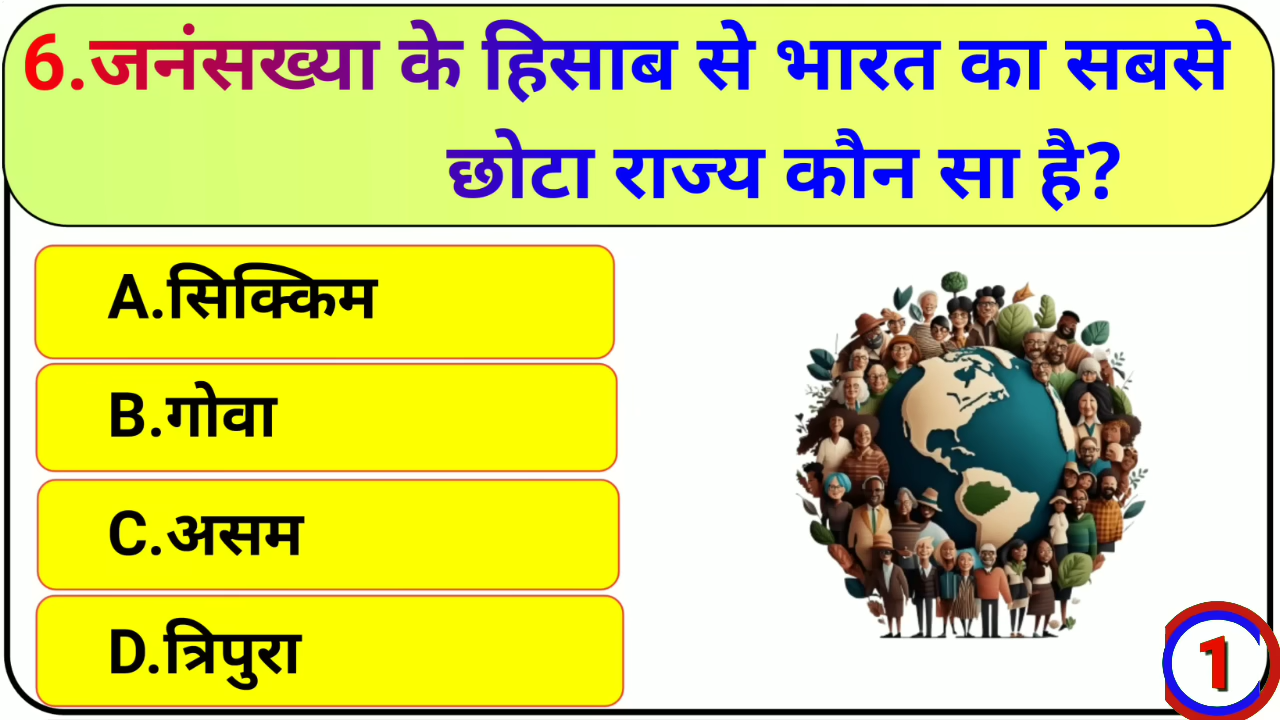 6.जनंसख्या के हिसाब से भारत का सबसे
छोटा राज्य कौन सा है?
A.सिक्किम
B.गोवा
C.असम
D.त्रिपुरा
1